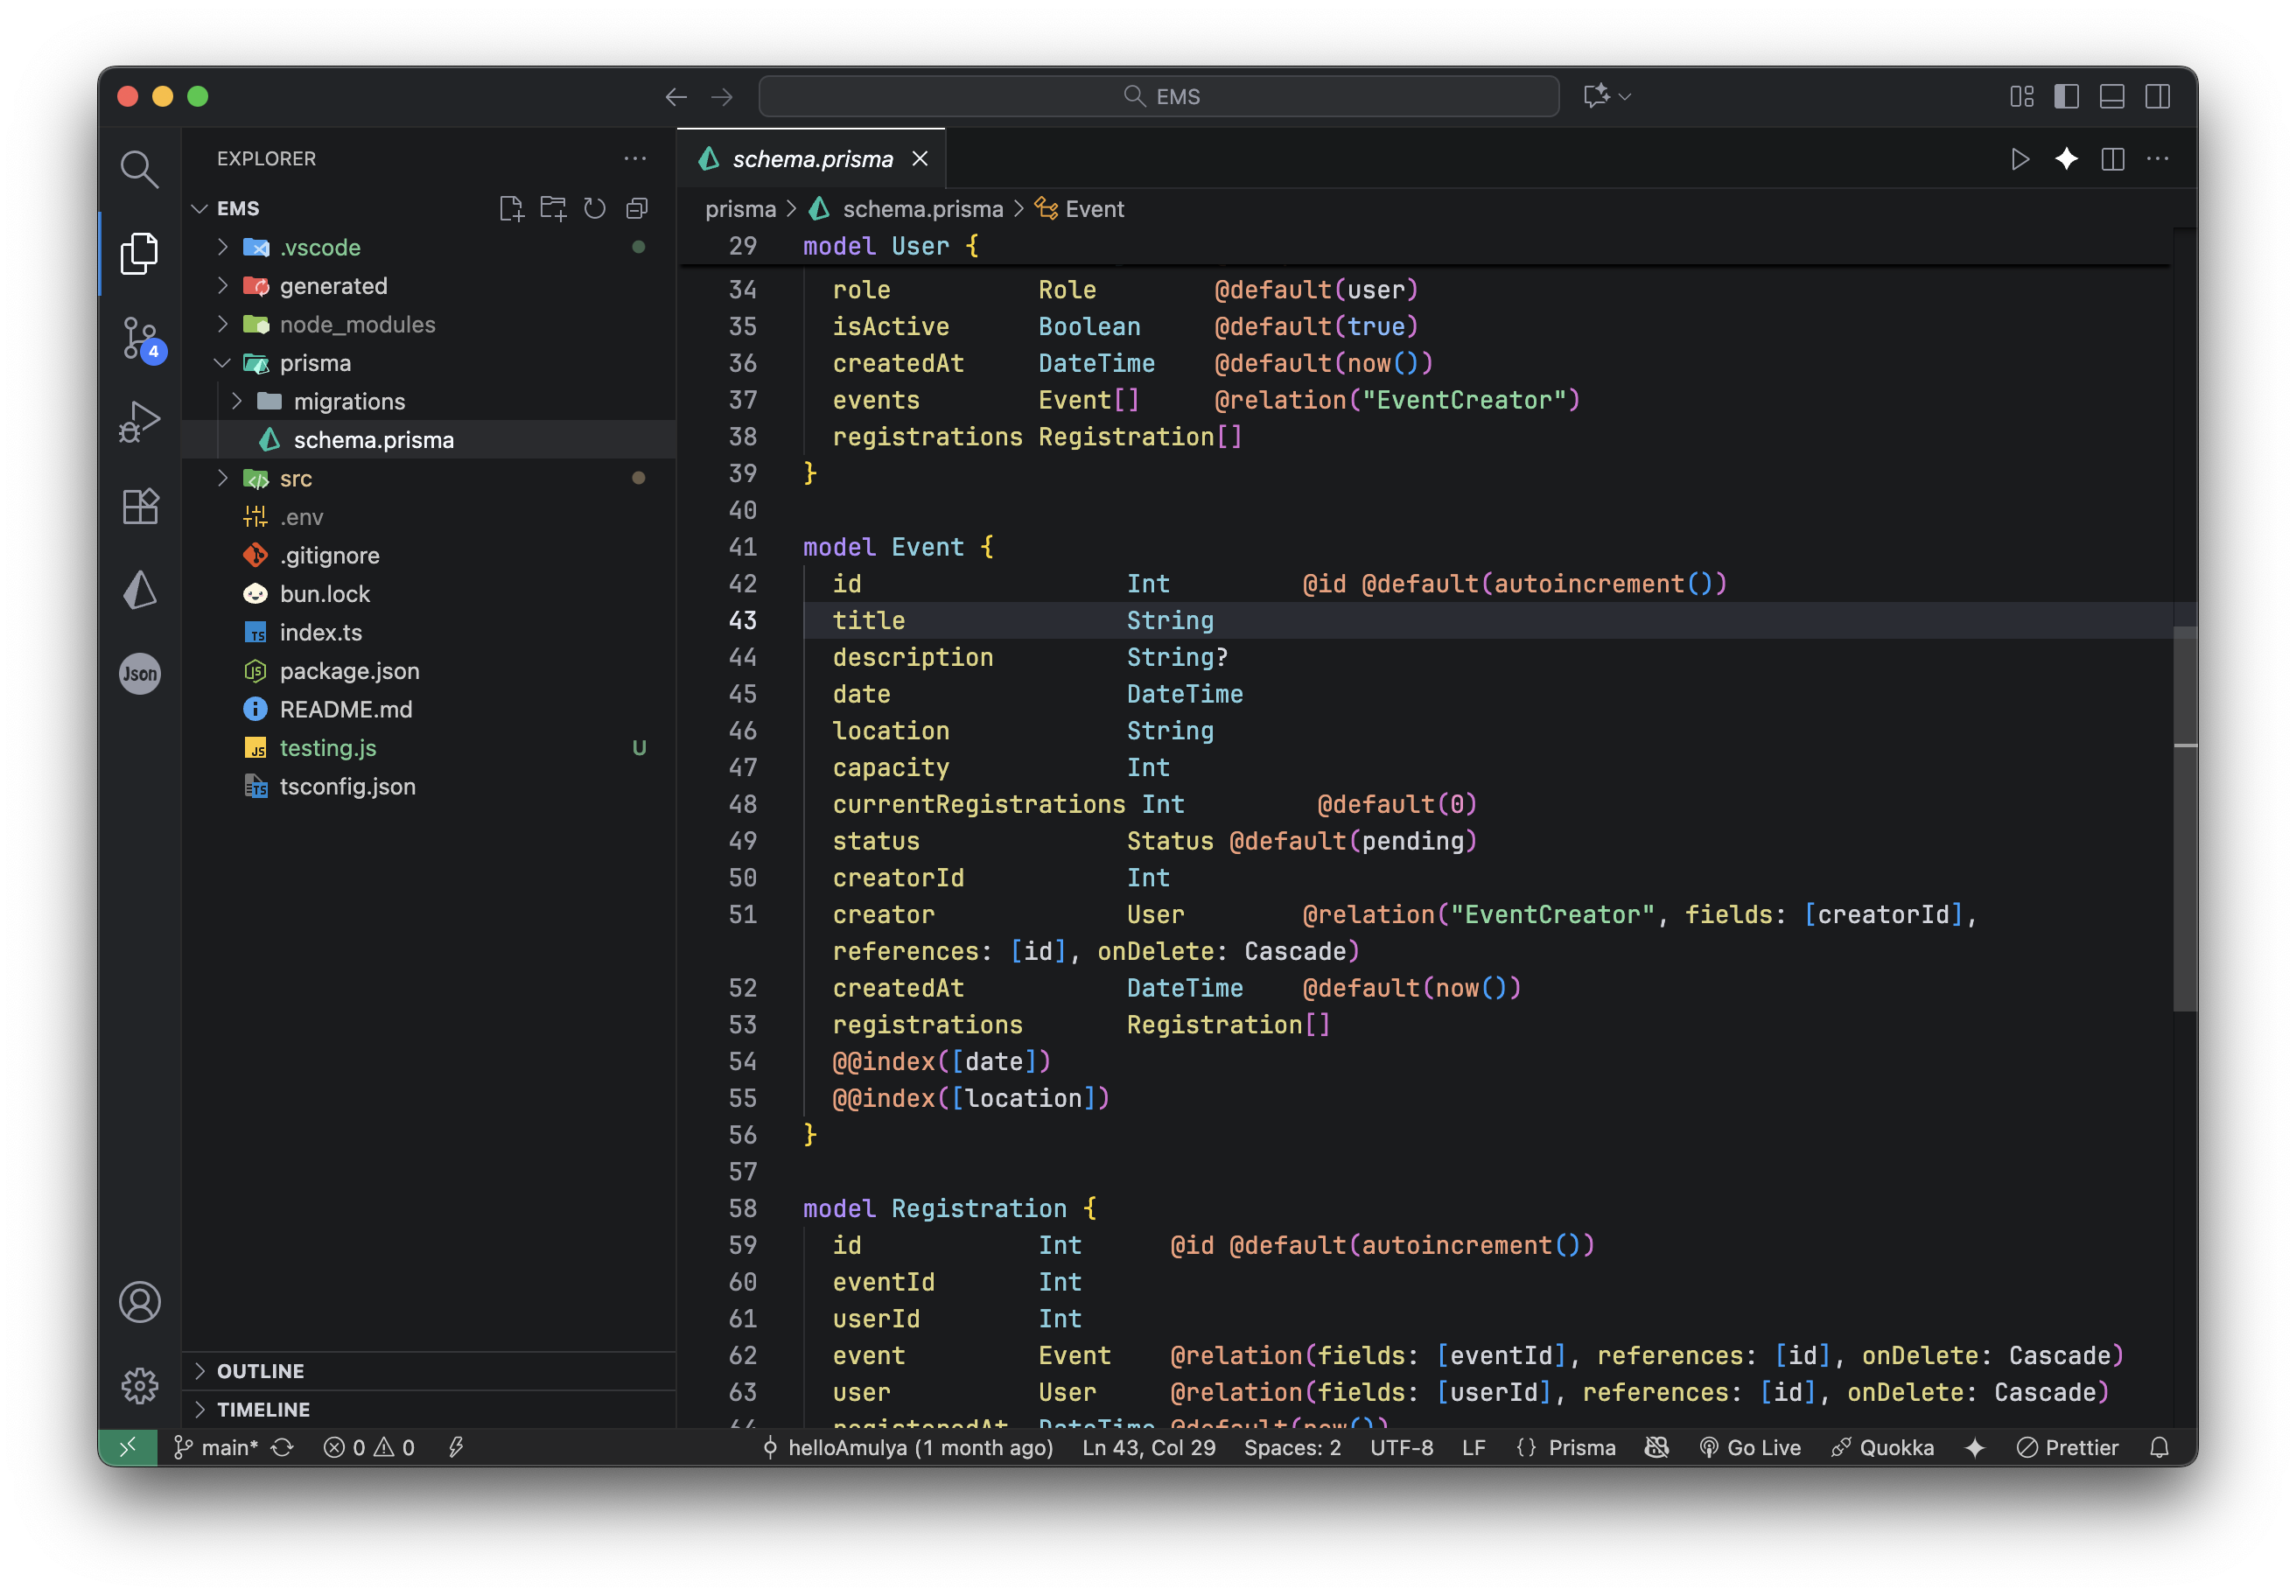 EMS
EXPLORER
schema.prisma
EMS
prisma > schema.prisma > Event
.vscode
generated
node_modules
prisma
migrations
schema.prisma
src
.env
.gitignore
bun.lock
index.ts
package.json
README.md
testing.js U
tsconfig.json
4
Json
OUTLINE
TIMELINE
29 model User {
34 role Role @default(user)
35 isActive Boolean @default(true)
36 createdAt DateTime @default(now())
37 events Event[] @relation("EventCreator")
38 registrations Registration[]
39 }
40
41 model Event {
42 id Int @id @default(autoincrement())
43 title String
44 description String?
45 date DateTime
46 location String
47 capacity Int
48 currentRegistrations Int @default(0)
49 status Status @default(pending)
50 creatorId Int
51 creator User @relation("EventCreator", fields: [creatorId],
references: [id], onDelete: Cascade)
52 createdAt DateTime @default(now())
53 registrations Registration[]
54 @@index([date])
55 @@index([location])
56 }
57
58 model Registration {
59 id Int @id @default(autoincrement())
60 eventId Int
61 userId Int
62 event Event @relation(fields: [eventId], references: [id], onDelete: Cascade)
63 user User @relation(fields: [userId], references: [id], onDelete: Cascade)
64 registeredAt DateTime @default(now())
main* 0 0 helloAmulya (1 month ago) Ln 43, Col 29 Spaces: 2 UTF-8 LF {} Prisma Go Live Quokka Prettier